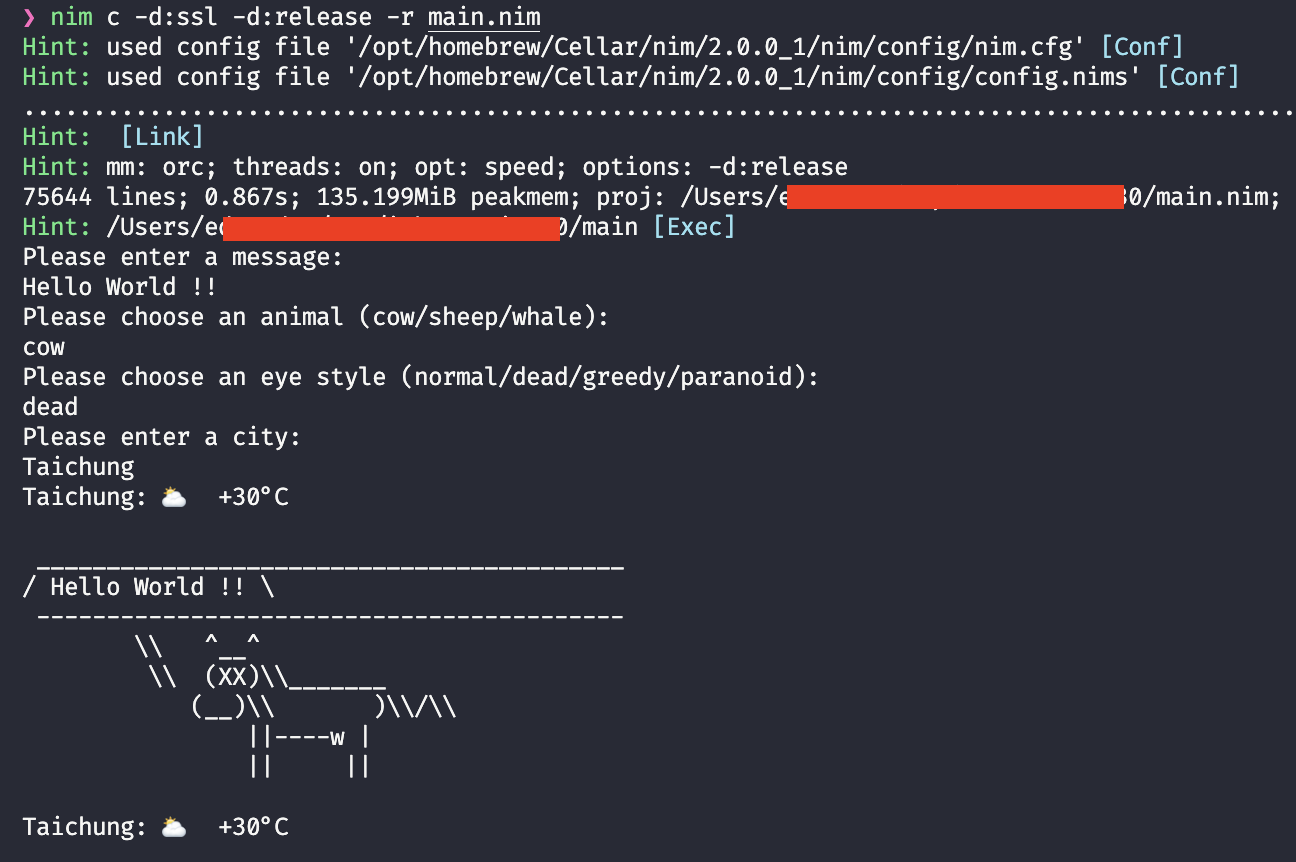 ❯ nim c -d:ssl -d:release -r main.nim
Hint: used config file '/opt/homebrew/Cellar/nim/2.0.0_1/nim/config/nim.cfg' [Conf]
Hint: used config file '/opt/homebrew/Cellar/nim/2.0.0_1/nim/config/config.nims' [Conf]
...........................................................................................
Hint:  [Link]
Hint: mm: orc; threads: on; opt: speed; options: -d:release
75644 lines; 0.867s; 135.199MiB peakmem; proj: /Users/ 0/main.nim;
Hint: /Users/ 0/main [Exec]
Please enter a message:
Hello World !!
Please choose an animal (cow/sheep/whale):
cow
Please choose an eye style (normal/dead/greedy/paranoid):
dead
Please enter a city:
Taichung
Taichung: ⛅️  +30°C
 __________________________________________
/ Hello World !! \
 ------------------------------------------
        \\   ^__^
         \\  (XX)\\_______
            (__)\\       )\\/\\
                ||----w |
                ||     ||
Taichung: ⛅️  +30°C